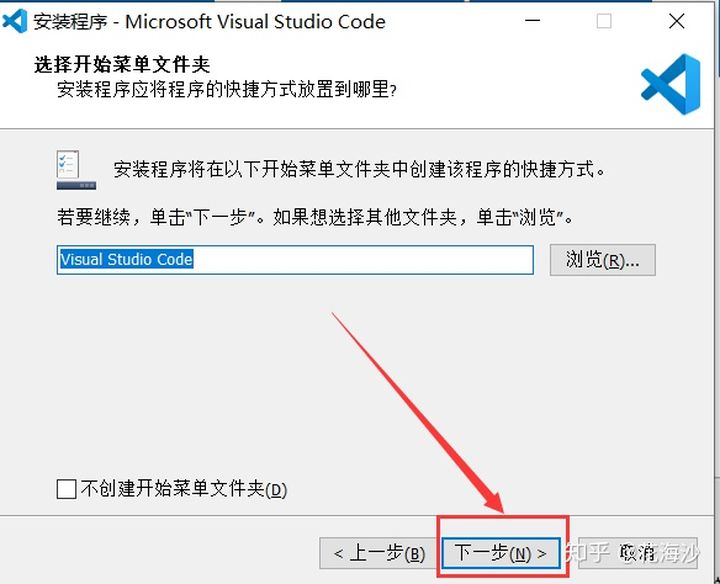 安装程序 - Microsoft Visual Studio Code
选择开始菜单文件夹
安装程序应将程序的快捷方式放置到哪里?
安装程序将在以下开始菜单文件夹中创建该程序的快捷方式。
若要继续，单击“下一步”。如果想选择其他文件夹，单击“浏览”。
Visual Studio Code
浏览(R)...
不创建开始菜单文件夹(D)
< 上一步(B)
下一步(N) >
取消
知乎 @花海沙